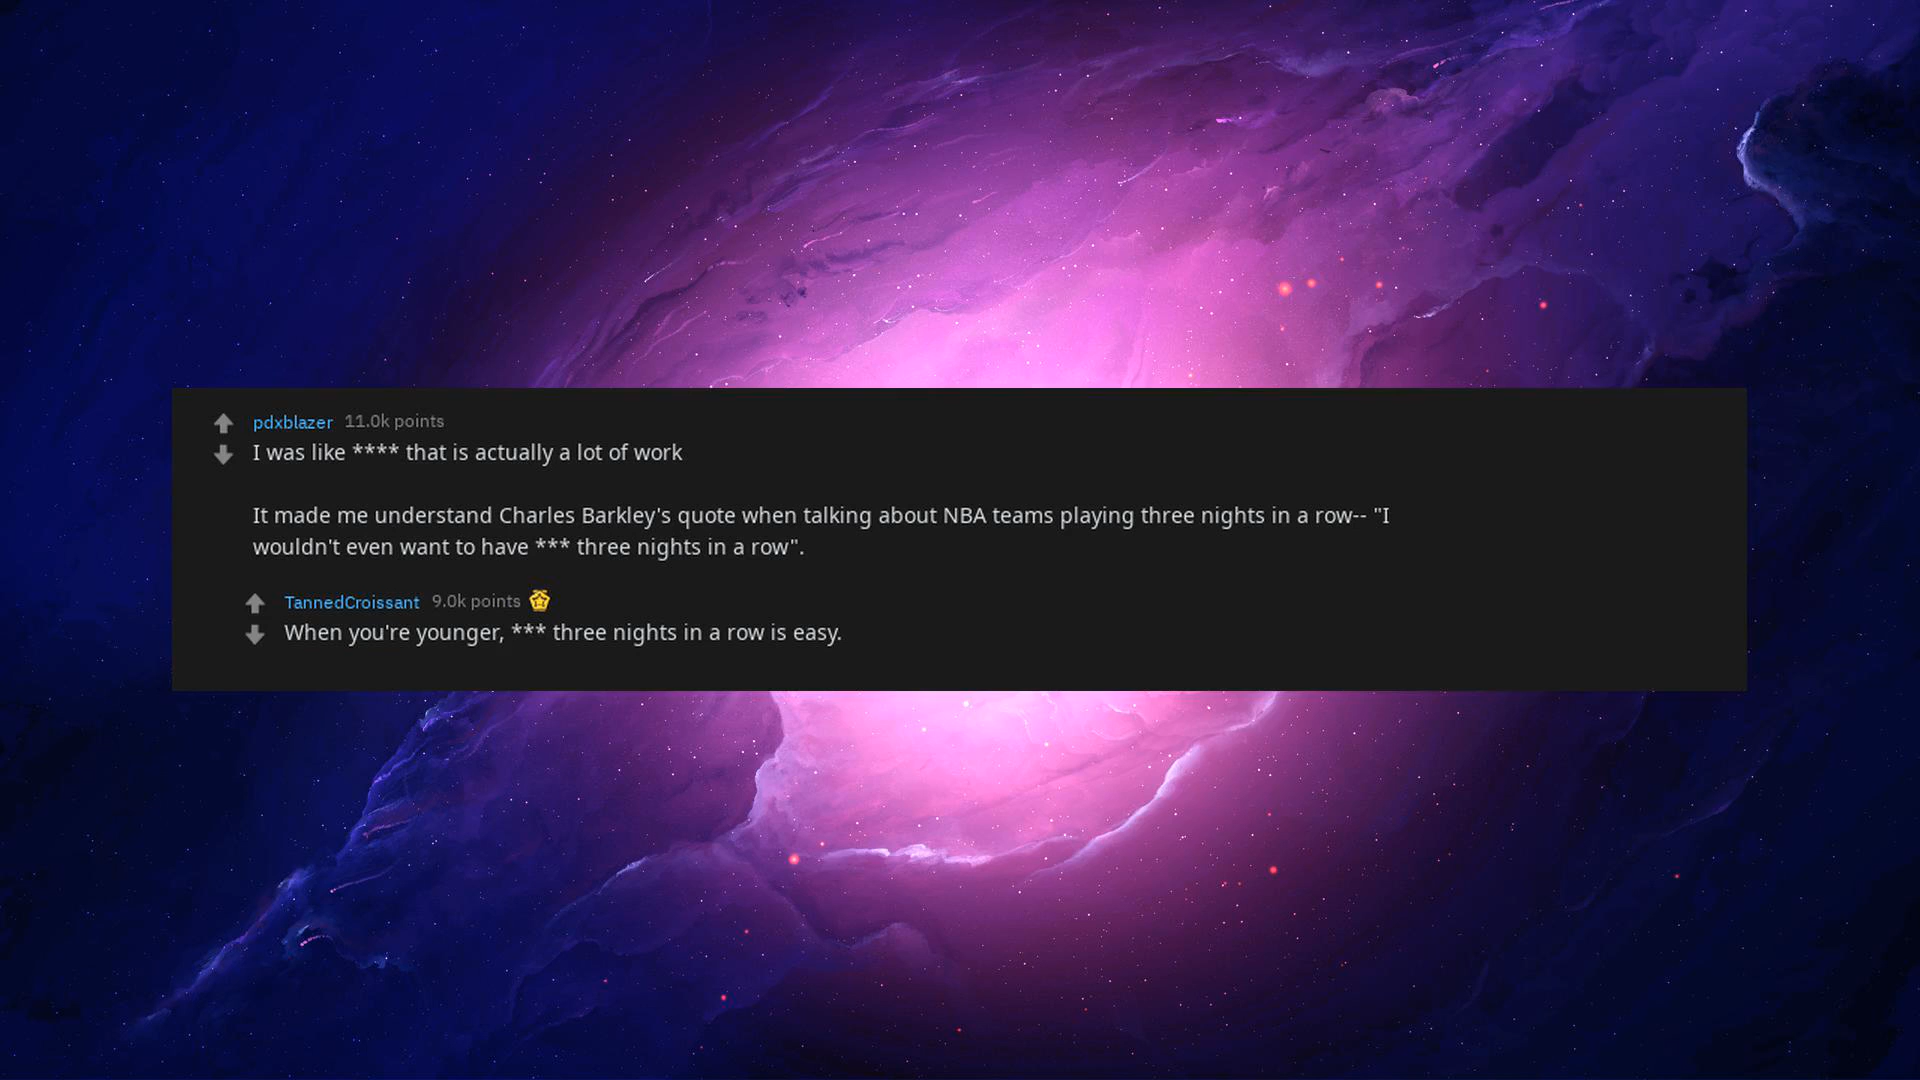 pdxblazer 11.0k points
I was like **** that is actually a lot of work
It made me understand Charles Barkley's quote when talking about NBA teams playing three nights in a row-- "I
wouldn't even want to have *** three nights in a row".
TannedCroissant 9.0k points
When you're younger, *** three nights in a row is easy.